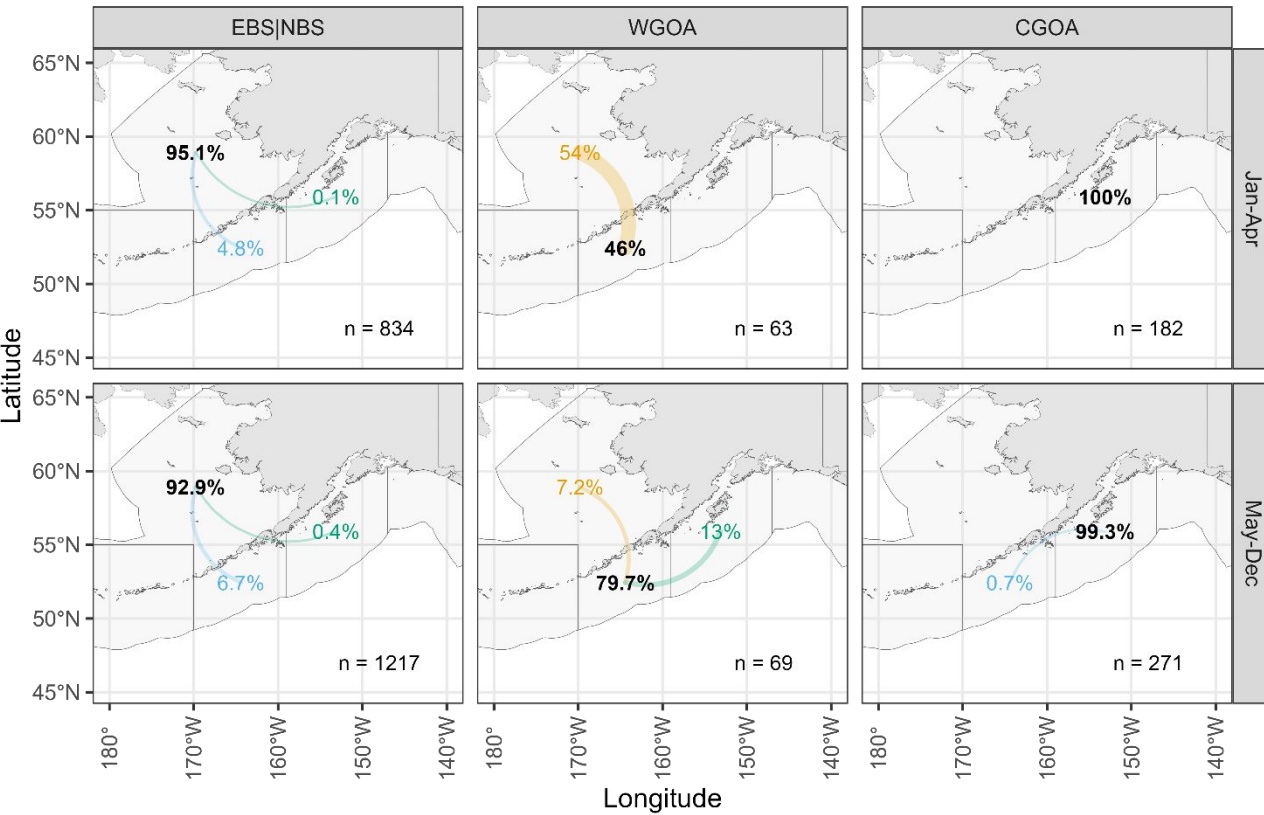 EBS|NBS
WGOA
CGOA
65°N
60°N
55°N
50°N
45°N
95.1%
0.1%
4.8%
n = 834
54%
46%
n = 63
100%
n = 182
Jan-Apr
Latitude
65°N
60°N
55°N
50°N
45°N
92.9%
0.4%
6.7%
n = 1217
7.2%
13%
79.7%
n = 69
99.3%
0.7%
n = 271
May-Dec
180°
170°W
160°W
150°W
140°W
180°
170°W
160°W
150°W
140°W
180°
170°W
160°W
150°W
140°W
Longitude